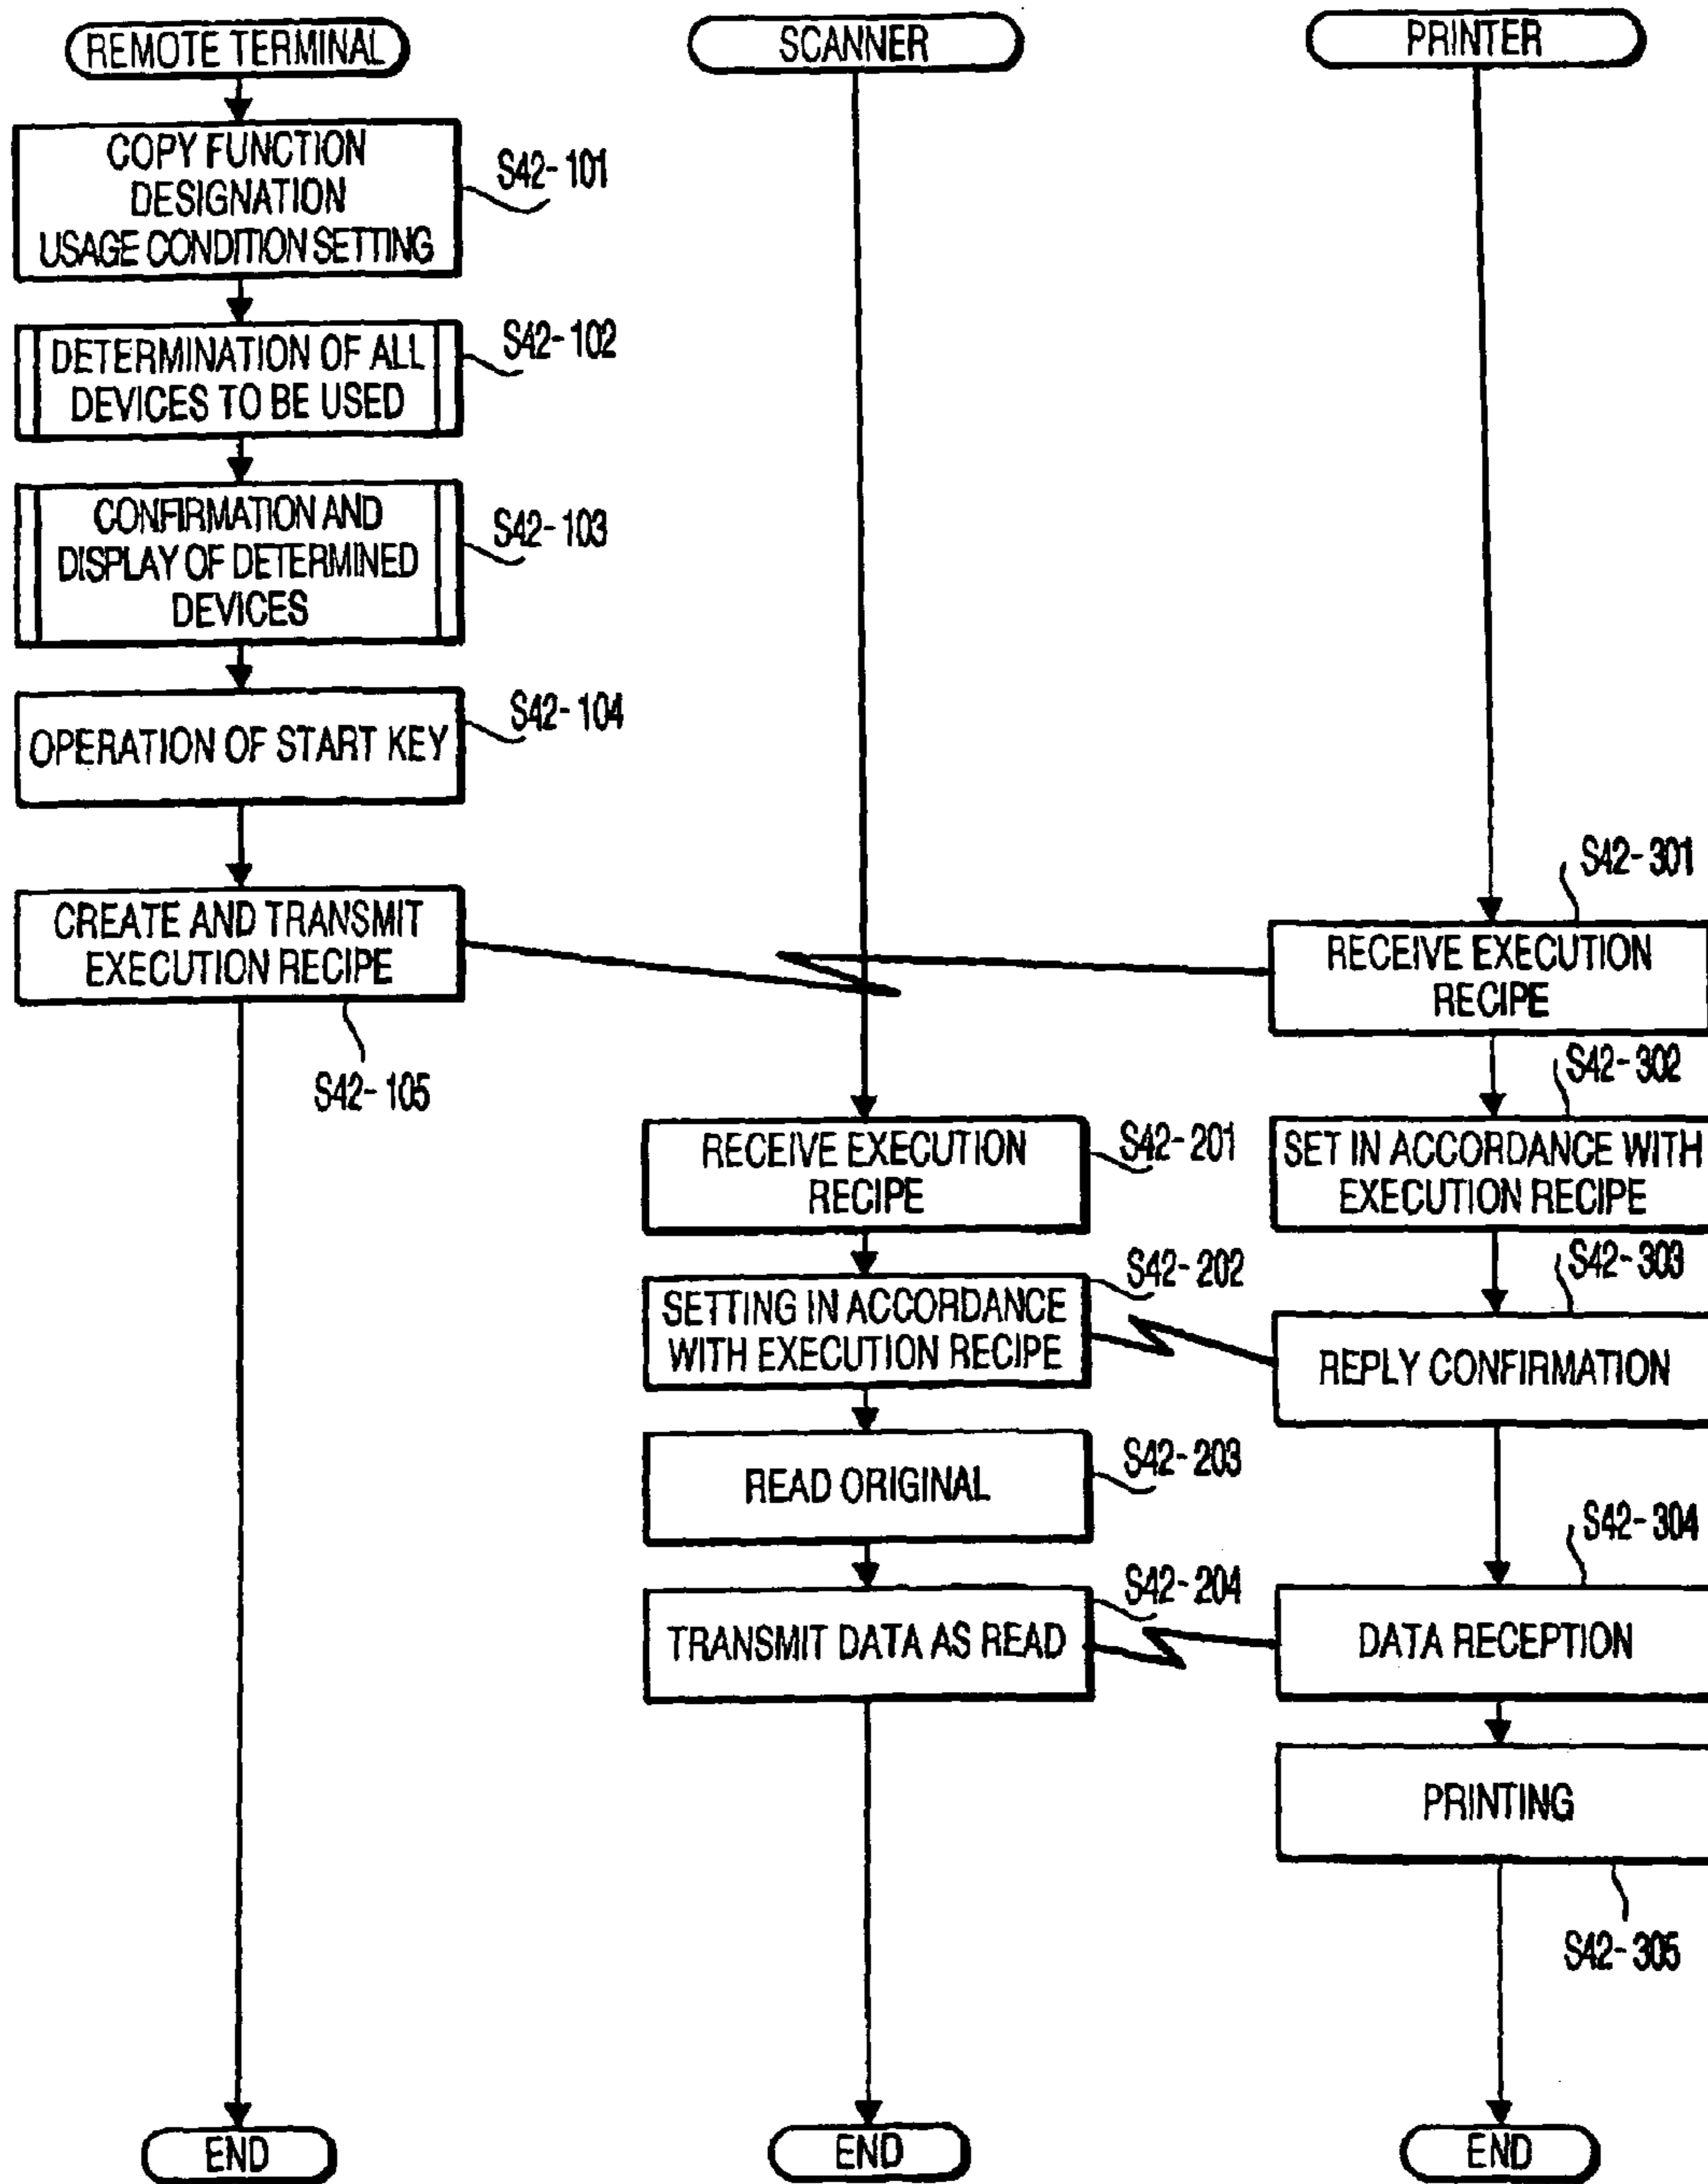 REMOTE TERMINAL
COPY FUNCTION
DESIGNATION
USAGE CONDITION SETTING
S42-101
DETERMINATION OF ALL
DEVICES TO BE USED
S42-102
CONFIRMATION AND
DISPLAY OF DETERMINED
DEVICES
S42-103
OPERATION OF START KEY
S42-104
CREATE AND TRANSMIT
EXECUTION RECIPE
S42-105
END
SCANNER
RECEIVE EXECUTION
RECIPE
S42-201
SETTING IN ACCORDANCE
WITH EXECUTION RECIPE
S42-202
READ ORIGINAL
S42-203
TRANSMIT DATA AS READ
S42-204
END
PRINTER
S42-301
RECEIVE EXECUTION
RECIPE
S42-302
SET IN ACCORDANCE WITH
EXECUTION RECIPE
S42-303
REPLY CONFIRMATION
S42-304
DATA RECEPTION
PRINTING
S42-305
END